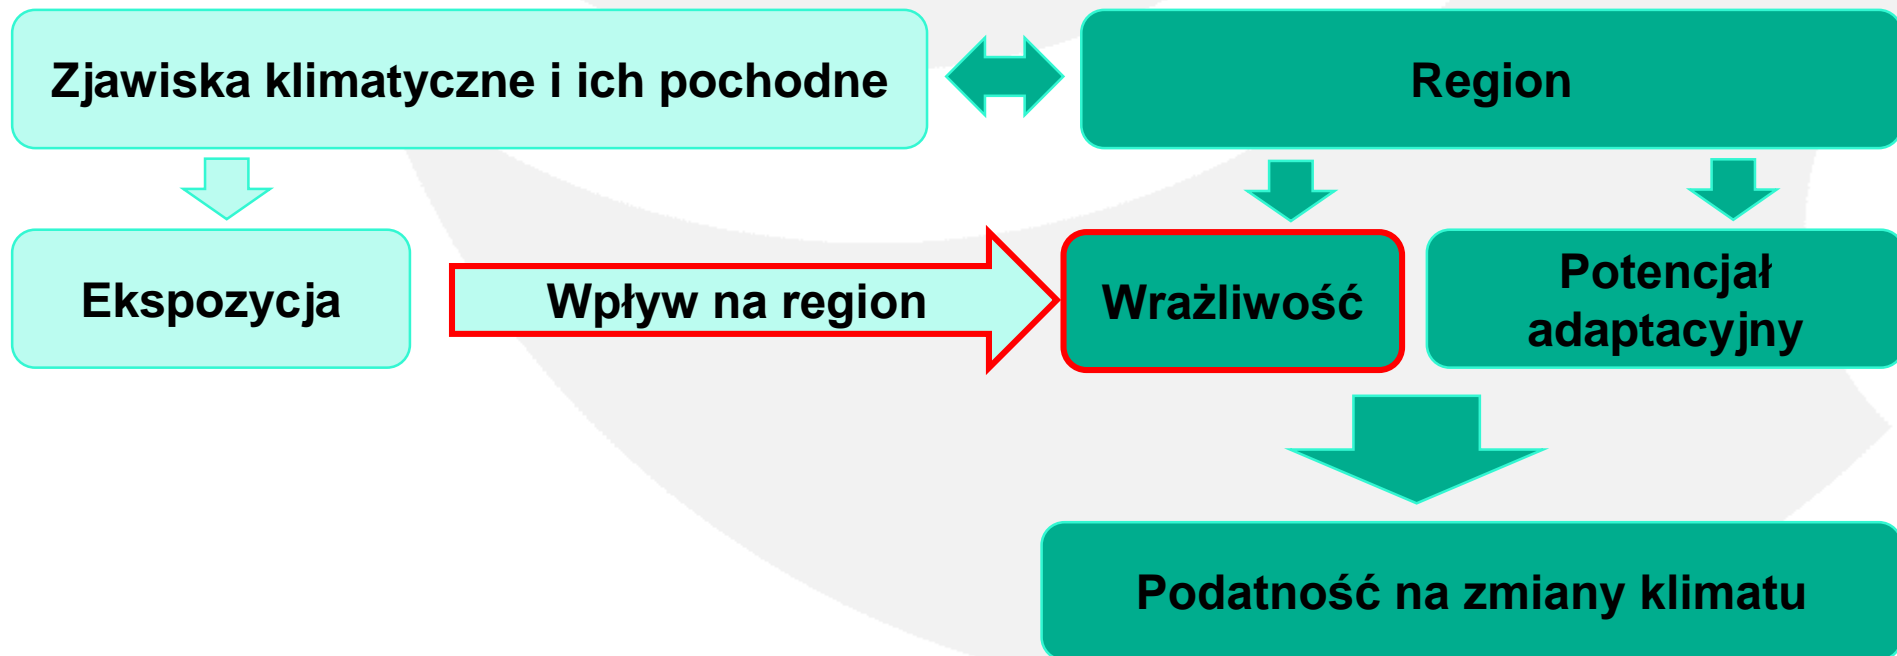 Zjawiska klimatyczne i ich pochodne
Region
Ekspozycja
Wpływ na region
Wrażliwość
Potencjał
adaptacyjny
Podatność na zmiany klimatu